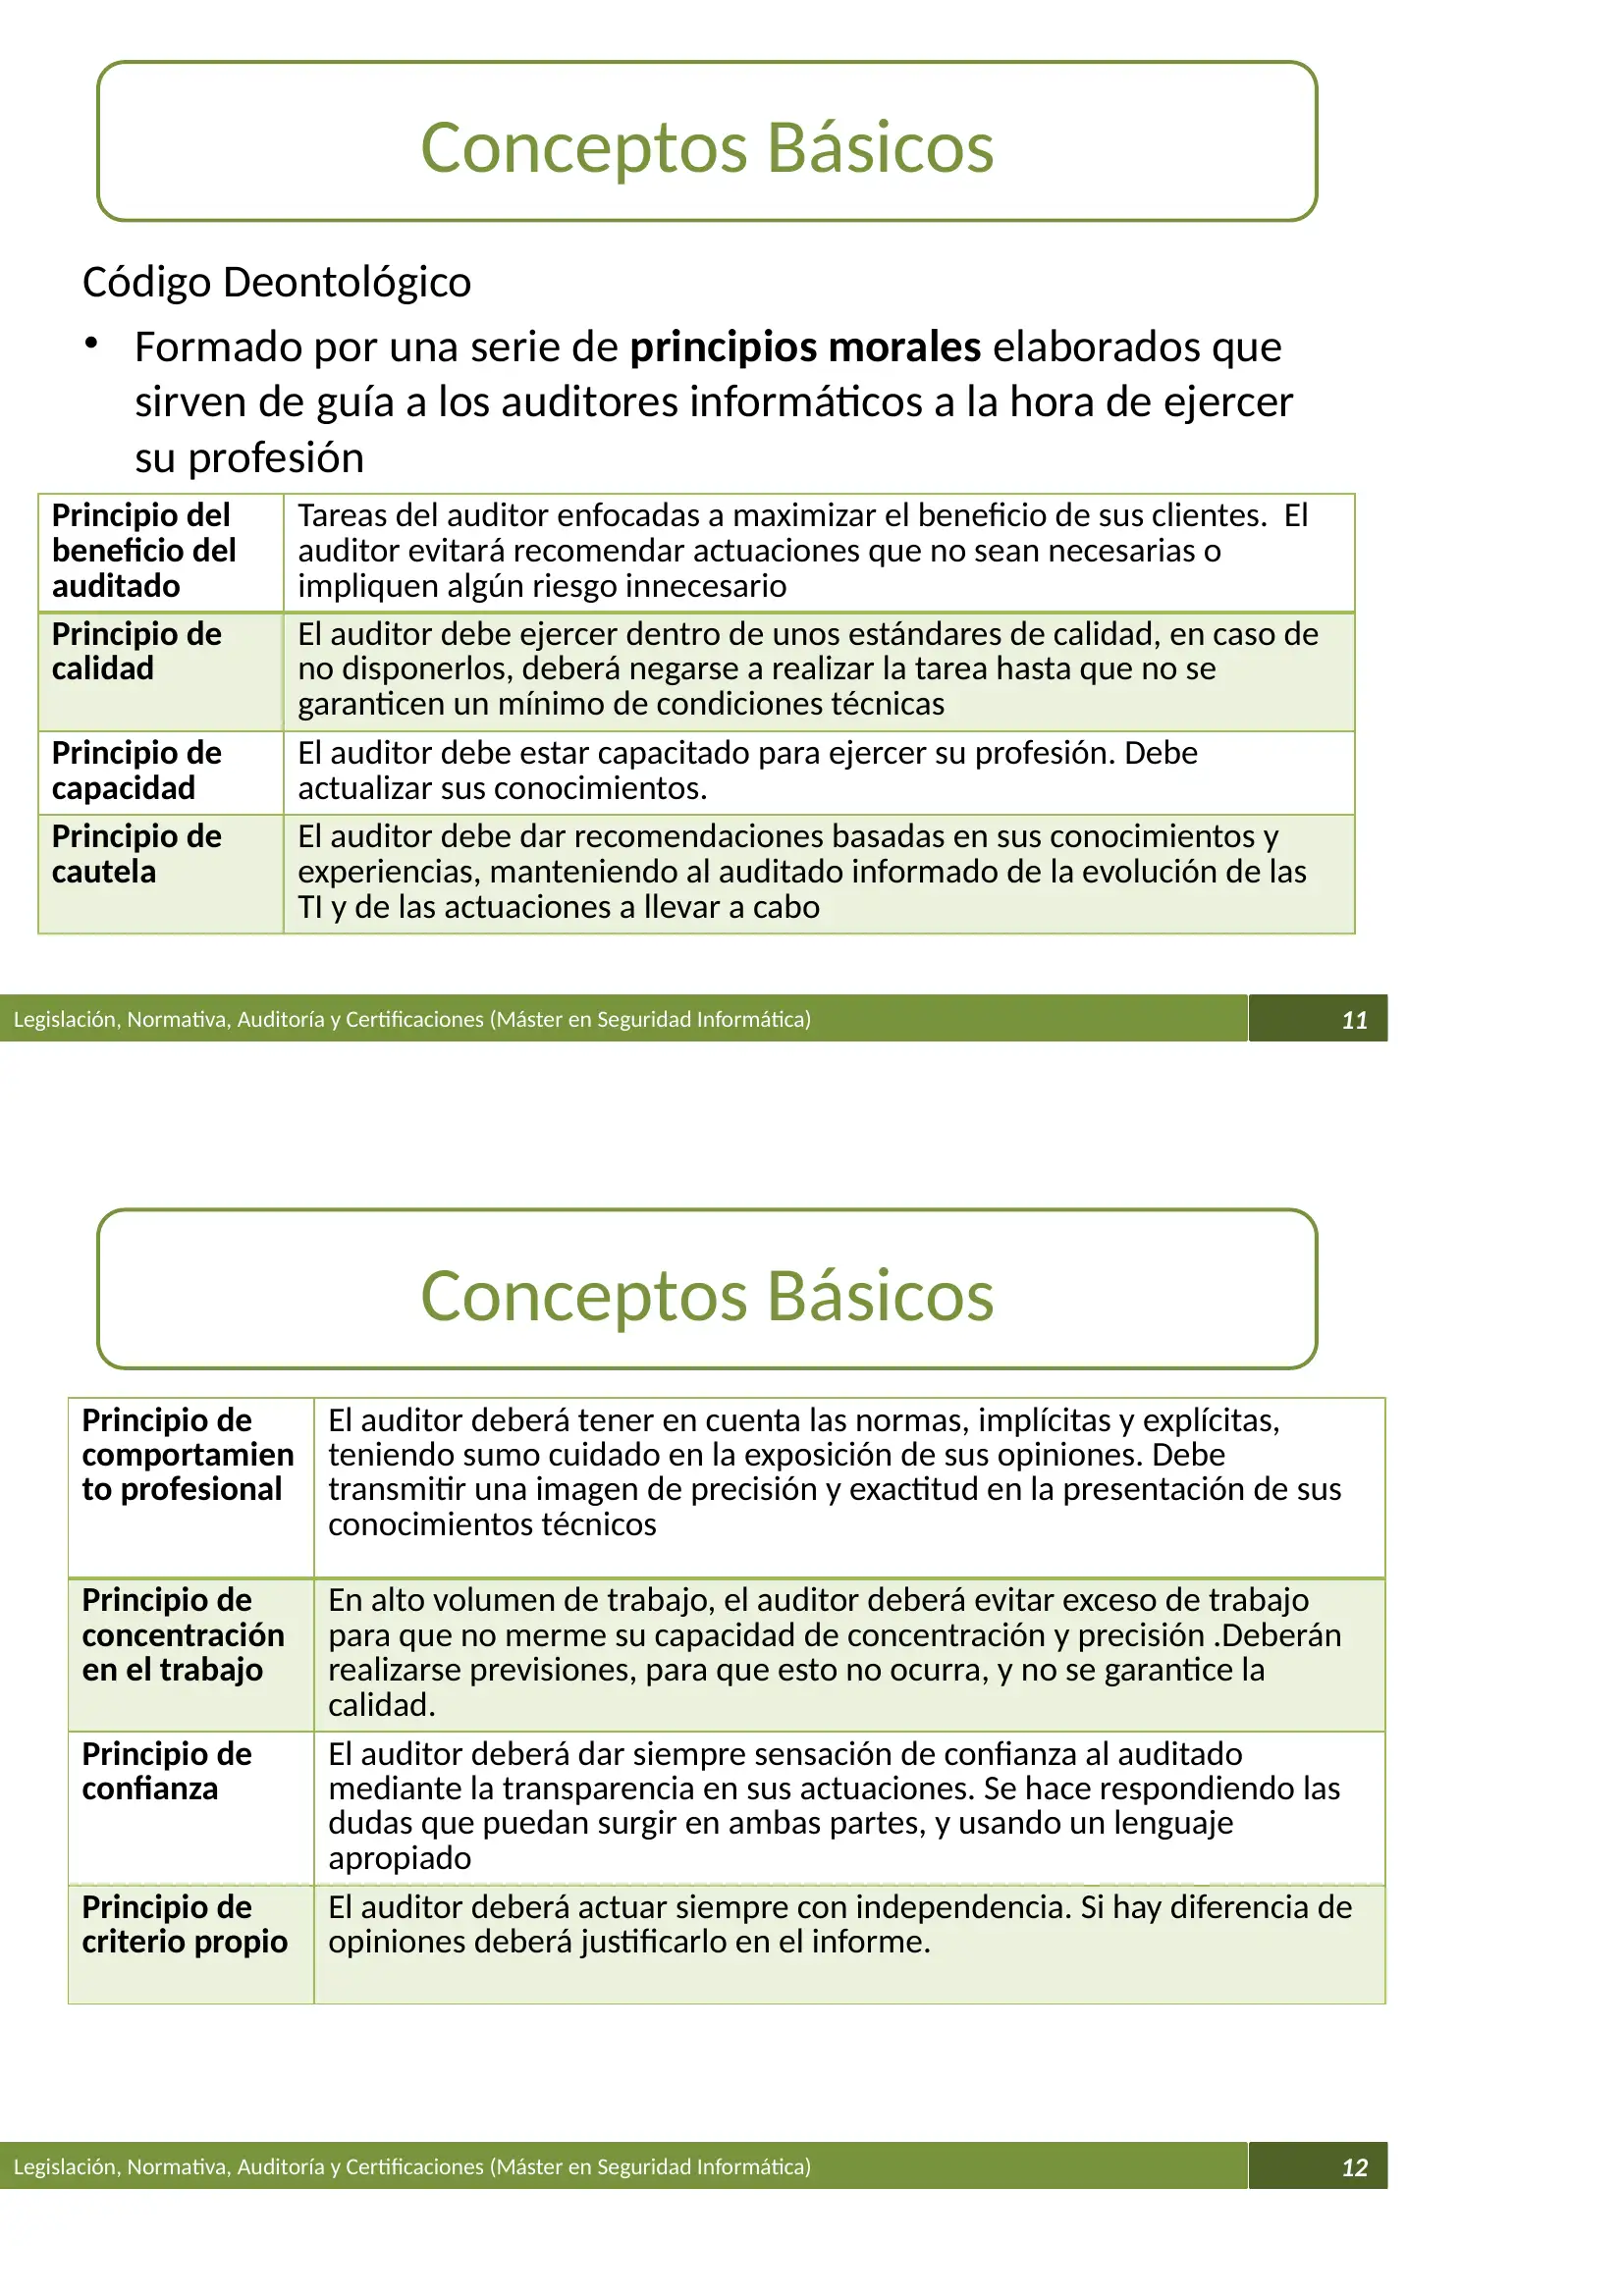 Conceptos Básicos
Código Deontológico
• Formado por una serie de principios morales elaborados que
sirven de guía a los auditores informáticos a la hora de ejercer
su profesión
Principio del
beneficio del
auditado
Tareas del auditor enfocadas a maximizar el beneficio de sus clientes.  El
auditor evitará recomendar actuaciones que no sean necesarias o
impliquen algún riesgo innecesario
Principio de
calidad
El auditor debe ejercer dentro de unos estándares de calidad, en caso de
no disponerlos, deberá negarse a realizar la tarea hasta que no se
garanticen un mínimo de condiciones técnicas
Principio de
capacidad
El auditor debe estar capacitado para ejercer su profesión. Debe
actualizar sus conocimientos.
Principio de
cautela
El auditor debe dar recomendaciones basadas en sus conocimientos y
experiencias, manteniendo al auditado informado de la evolución de las
TI y de las actuaciones a llevar a cabo
Legislación, Normativa, Auditoría y Certificaciones (Máster en Seguridad Informática)
11
Conceptos Básicos
Principio de
comportamien
to profesional
El auditor deberá tener en cuenta las normas, implícitas y explícitas,
teniendo sumo cuidado en la exposición de sus opiniones. Debe
transmitir una imagen de precisión y exactitud en la presentación de sus
conocimientos técnicos
Principio de
concentración
en el trabajo
En alto volumen de trabajo, el auditor deberá evitar exceso de trabajo
para que no merme su capacidad de concentración y precisión .Deberán
realizarse previsiones, para que esto no ocurra, y no se garantice la
calidad.
Principio de
confianza
El auditor deberá dar siempre sensación de confianza al auditado
mediante la transparencia en sus actuaciones. Se hace respondiendo las
dudas que puedan surgir en ambas partes, y usando un lenguaje
apropiado
Principio de
criterio propio
El auditor deberá actuar siempre con independencia. Si hay diferencia de
opiniones deberá justificarlo en el informe.
Legislación, Normativa, Auditoría y Certificaciones (Máster en Seguridad Informática)
12